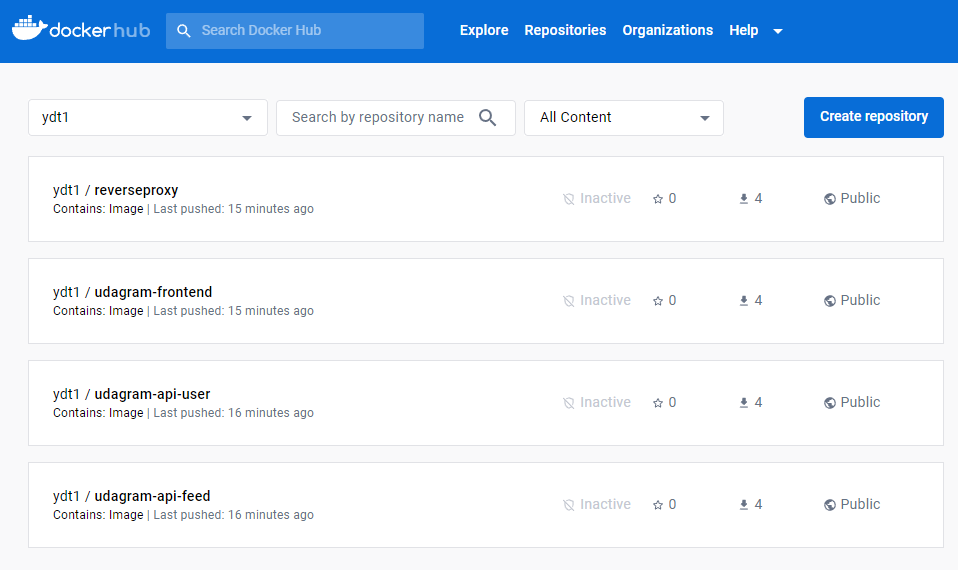 docker hub Search Docker Hub Explore Repositories Organizations Help
ydt1 Search by repository name All Content Create repository
ydt1 / reverseproxy
Contains: Image | Last pushed: 15 minutes ago
Inactive 0 4 Public
ydt1 / udagram-frontend
Contains: Image | Last pushed: 15 minutes ago
Inactive 0 4 Public
ydt1 / udagram-api-user
Contains: Image | Last pushed: 16 minutes ago
Inactive 0 4 Public
ydt1 / udagram-api-feed
Contains: Image | Last pushed: 16 minutes ago
Inactive 0 4 Public